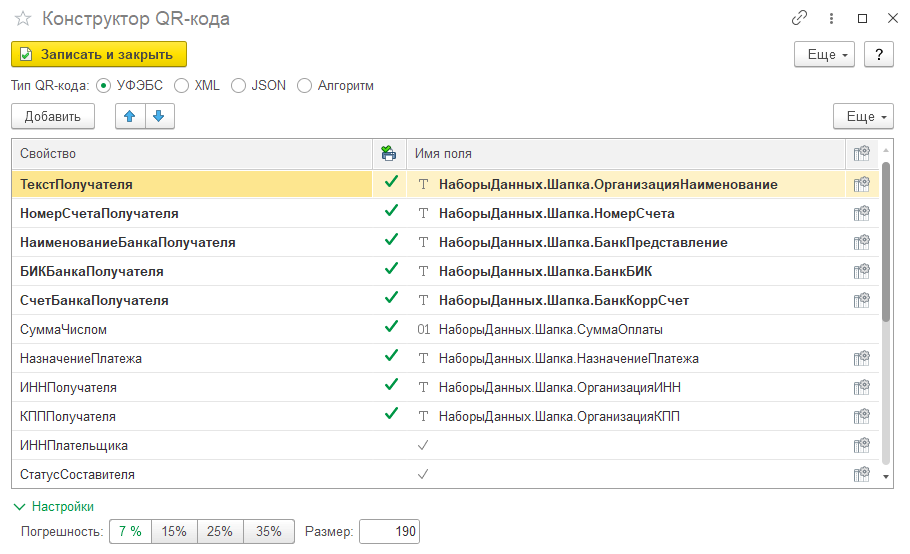 Конструктор QR-кода
Записать и закрыть Еще ?
Тип QR-кода: УФЭБС XML JSON Алгоритм
Добавить Еще
Свойство Имя поля
ТекстПолучателя T НаборыДанных.Шапка.ОрганизацияНаименование
НомерСчетаПолучателя T НаборыДанных.Шапка.НомерСчета
НаименованиеБанкаПолучателя T НаборыДанных.Шапка.БанкПредставление
БИКБанкаПолучателя T НаборыДанных.Шапка.БанкБИК
СчетБанкаПолучателя T НаборыДанных.Шапка.БанкКоррСчет
СуммаЧислом 01 НаборыДанных.Шапка.СуммаОплаты
НазначениеПлатежа T НаборыДанных.Шапка.НазначениеПлатежа
ИННПолучателя T НаборыДанных.Шапка.ОрганизацияИНН
КПППолучателя T НаборыДанных.Шапка.ОрганизацияКПП
ИННПлательщика
СтатусСоставителя
Настройки
Погрешность: 7 % 15% 25% 35% Размер: 190